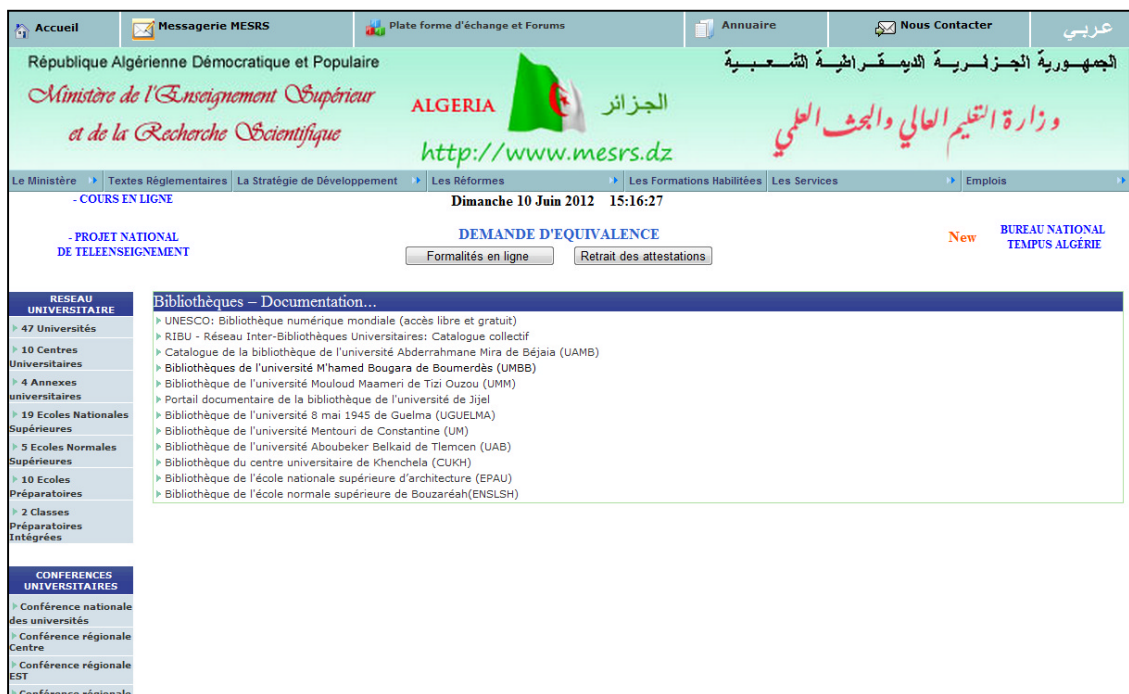 Accueil
Messagerie MESRS
Plate forme d'échange et Forums
Annuaire
Nous Contacter
عربي
République Algérienne Démocratique et Populaire
Ministère de l'Enseignement Supérieur
et de la Recherche Scientifique
ALGERIA
الجزائر
http://www.mesrs.dz
الجمهورية الجزائرية الديمقراطية الشعبية
وزارة التعليم العالي والبحث العلمي
Le Ministère
Textes Réglementaires
La Stratégie de Développement
Les Réformes
Les Formations Habilitées
Les Services
Emplois
- COURS EN LIGNE
- PROJET NATIONAL
DE TELEENSEIGNEMENT
Dimanche 10 Juin 2012 15:16:27
DEMANDE D'EQUIVALENCE
Formalités en ligne
Retrait des attestations
New
BUREAU NATIONAL
TEMPUS ALGÉRIE
RESEAU
UNIVERSITAIRE
47 Universités
10 Centres
Universitaires
4 Annexes
universitaires
19 Ecoles Nationales
Supérieures
5 Ecoles Normales
Supérieures
10 Ecoles
Préparatoires
2 Classes
Préparatoires
Intégrées
CONFERENCES
UNIVERSITAIRES
Conférence nationale
des universités
Conférence régionale
Centre
Conférence régionale
EST
Conférence régionale
Bibliothèques – Documentation...
UNESCO: Bibliothèque numérique mondiale (accès libre et gratuit)
RIBU - Réseau Inter-Bibliothèques Universitaires: Catalogue collectif
Catalogue de la bibliothèque de l'université Abderrahmane Mira de Béjaia (UAMB)
Bibliothèques de l'université M'hamed Bougara de Boumerdès (UMBB)
Bibliothèque de l'université Mouloud Maameri de Tizi Ouzou (UMM)
Portail documentaire de la bibliothèque de l'université de Jijel
Bibliothèque de l'université 8 mai 1945 de Guelma (UGUELMA)
Bibliothèque de l'université Mentouri de Constantine (UM)
Bibliothèque de l'université Aboubeker Belkaid de Tlemcen (UAB)
Bibliothèque du centre universitaire de Khenchela (CUKH)
Bibliothèque de l'école nationale supérieure d'architecture (EPAU)
Bibliothèque de l'école normale supérieure de Bouzaréah(ENSLSH)